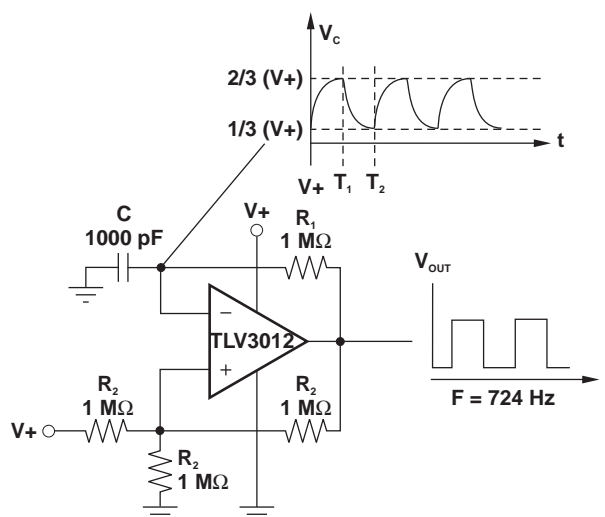 V_C
2/3 (V+)
1/3 (V+)
t
V+ T_1 T_2
C
1000 pF
V+
R_1
1 MΩ
V_OUT
−
TLV3012
+
R_2
1 MΩ
R_2
1 MΩ
V+
R_2
1 MΩ
F = 724 Hz